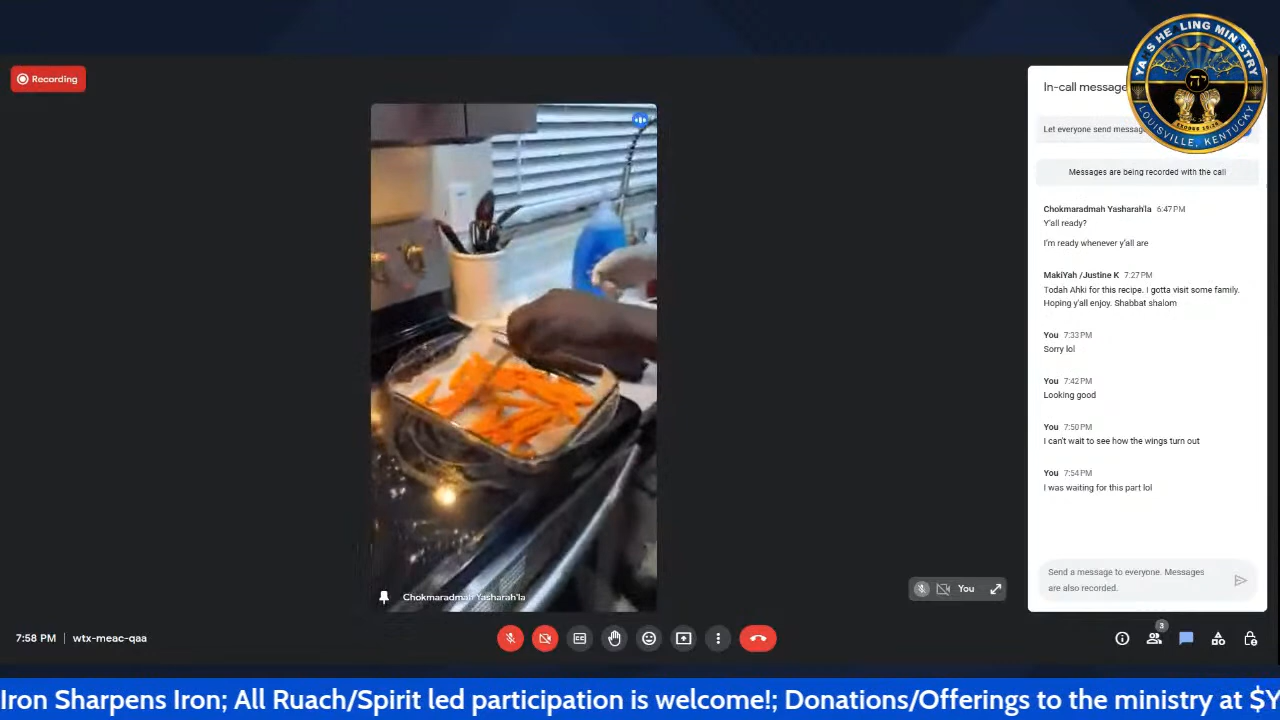 Recording
In-call message
YA'S HE LING MINISTRY
LOUISVILLE, KENTUCKY
Let everyone send messag
Messages are being recorded with the call
Chokmaradmah Yasharah'la 6:47 PM
Y'all ready?
I'm ready whenever y'all are
MakiYah /Justine K 7:27 PM
Todah Ahki for this recipe. I gotta visit some family.
Hoping y'all enjoy. Shabbat shalom
You 7:33 PM
Sorry lol
You 7:42 PM
Looking good
You 7:50 PM
I can't wait to see how the wings turn out
You 7:54 PM
I was waiting for this part lol
Send a message to everyone. Messages
are also recorded.
Chokmaradmah Yasharah'la
You
7:58 PM | wtx-meac-qaa
CC
3
Iron Sharpens Iron; All Ruach/Spirit led participation is welcome!; Donations/Offerings to the ministry at $Y